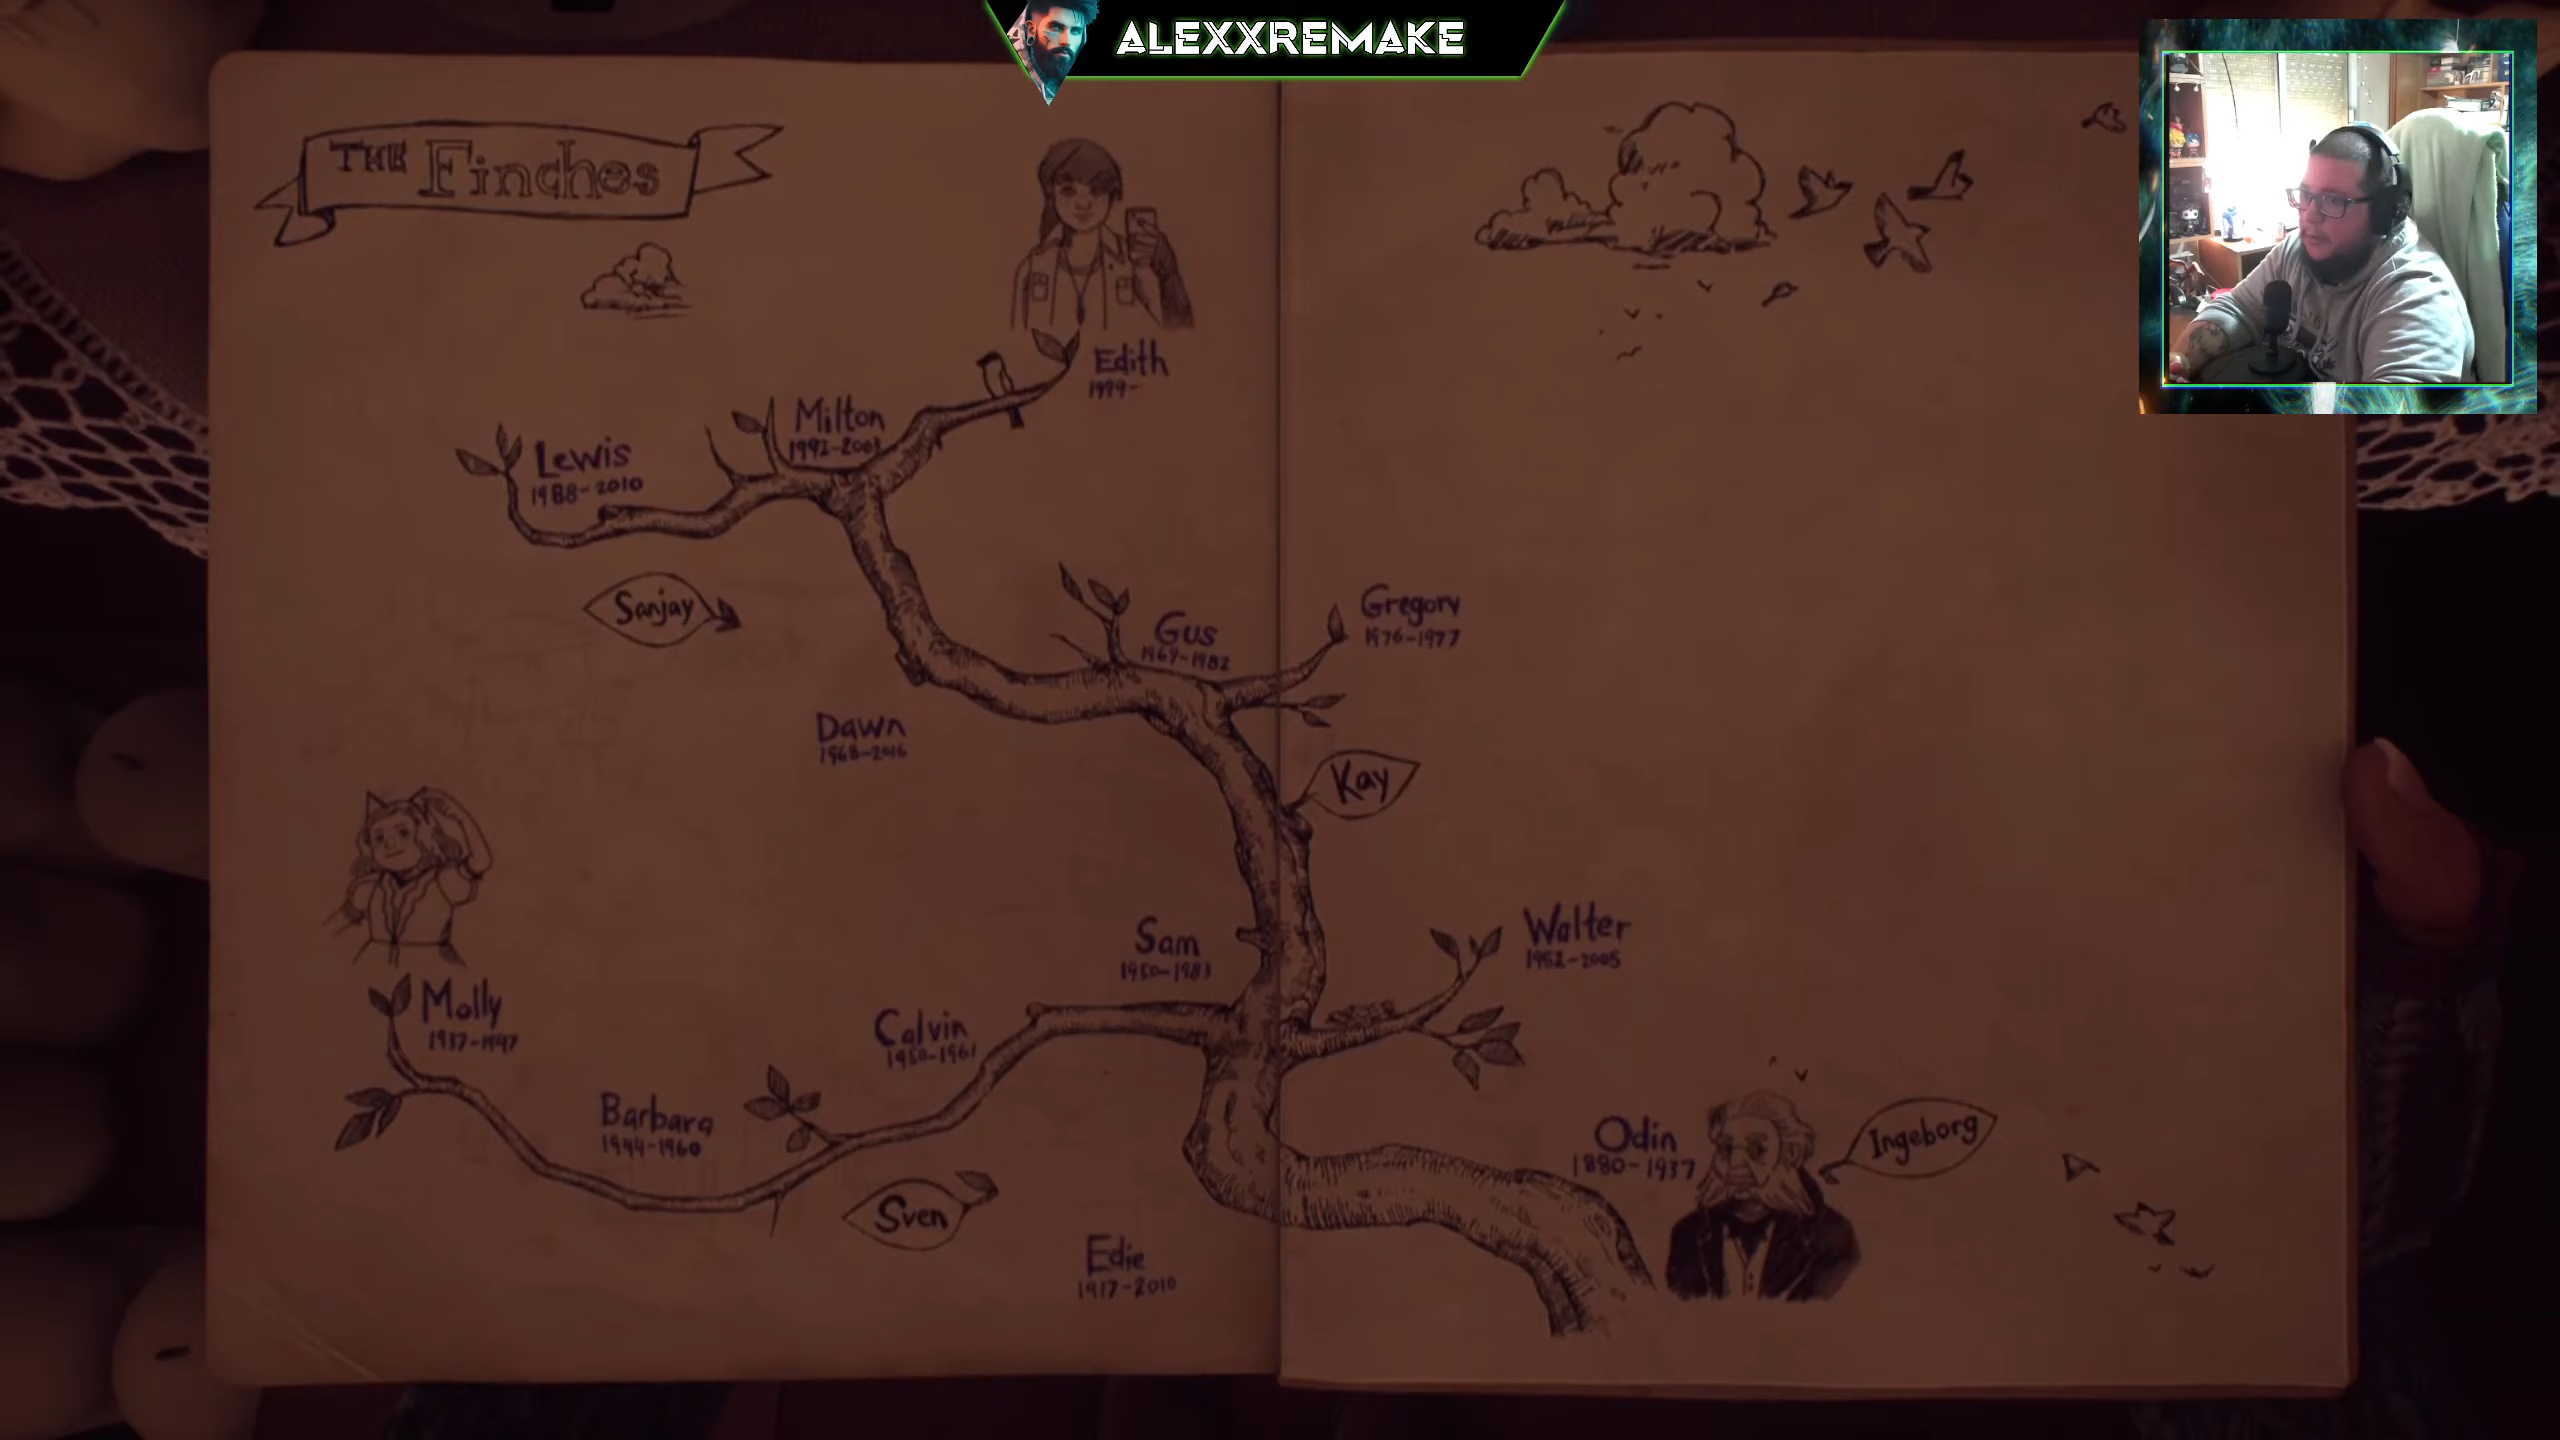 ALEXXREMAKE
THE Finches
Edith
1999-
Milton
1992-2003
Lewis
1988-2010
Sanjay
Gus
1969-1982
Gregory
1976-1977
Dawn
1968-2016
Kay
Sam
1950-1983
Walter
1952-2005
Molly
1937-1947
Calvin
1950-1961
Barbara
1944-1960
Odin
1880-1937
Ingeborg
Sven
Edie
1917-2010